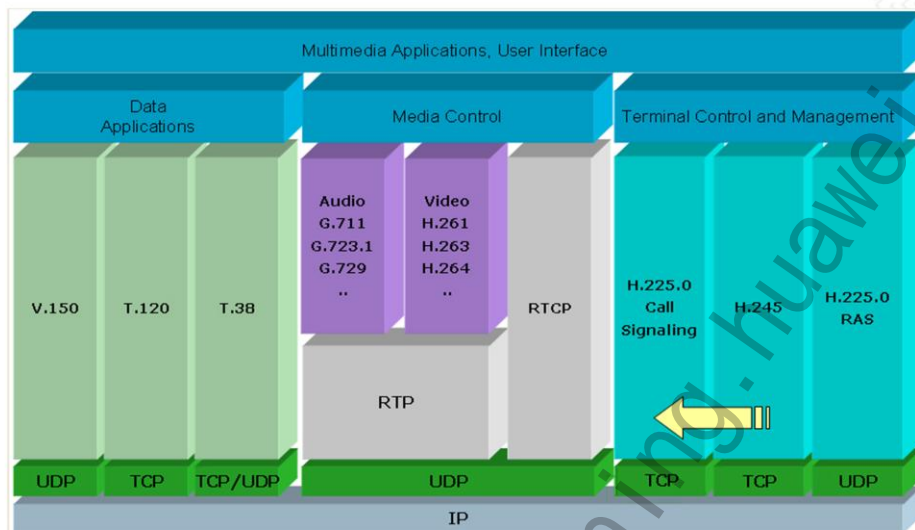 Multimedia Applications, User Interface
Data
Applications
Media Control
Terminal Control and Management
V.150
T.120
T.38
Audio
G.711
G.723.1
G.729
..
Video
H.261
H.263
H.264
..
RTP
RTCP
H.225.0
Call
Signaling
H.245
H.225.0
RAS
UDP
TCP
TCP/UDP
UDP
TCP
TCP
UDP
IP
ning.huawei